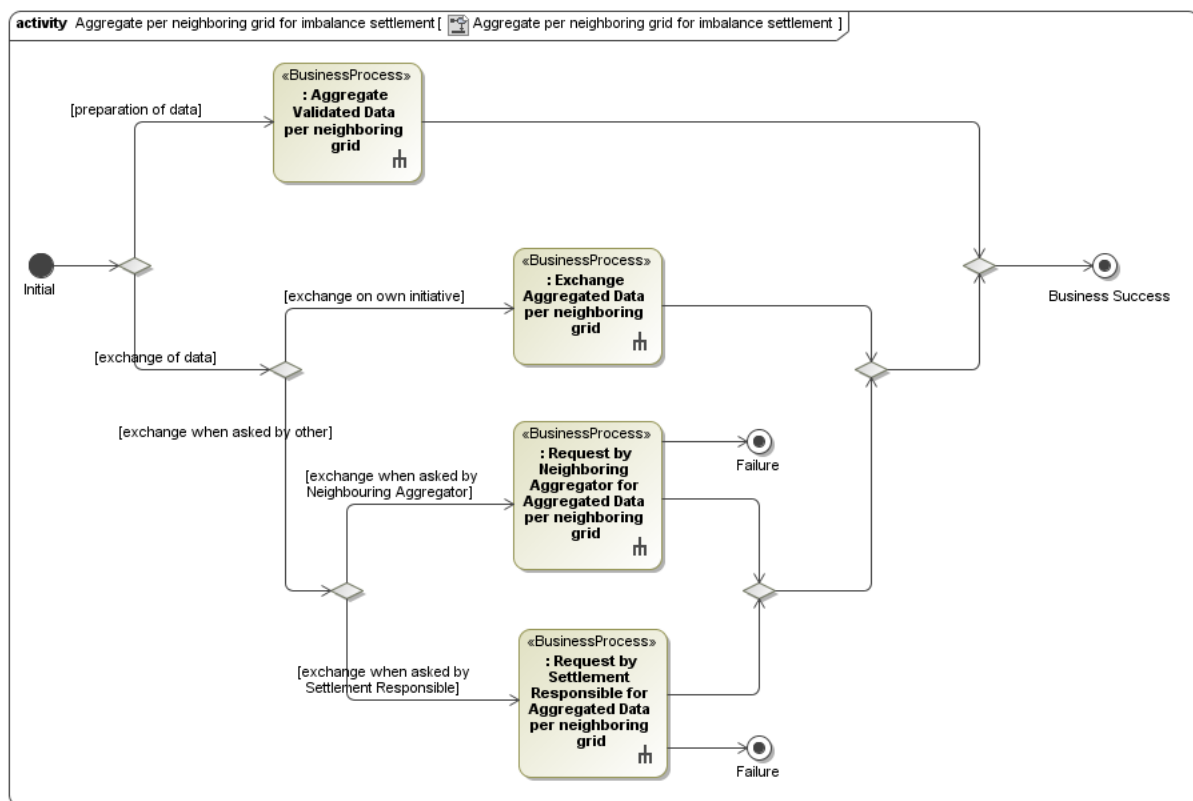 activity Aggregate per neighboring grid for imbalance settlement[ Aggregate per neighboring grid for imbalance settlement ]
«BusinessProcess»
: Aggregate
Validated Data
per neighboring
grid
[preparation of data]
Initial
«BusinessProcess»
: Exchange
Aggregated Data
per neighboring
grid
Business Success
[exchange on own initiative]
[exchange of data]
[exchange when asked by other]
«BusinessProcess»
: Request by
Neighboring
Aggregator for
Aggregated Data
per neighboring
grid
Failure
[exchange when asked by
Neighbouring Aggregator]
«BusinessProcess»
: Request by
Settlement
Responsible for
Aggregated Data
per neighboring
grid
[exchange when asked by
Settlement Responsible]
Failure